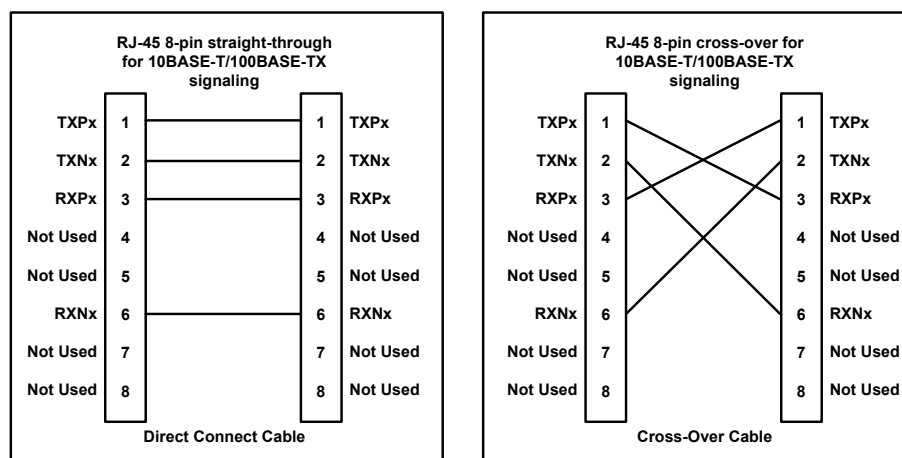 RJ-45 8-pin straight-through
for 10BASE-T/100BASE-TX
signaling
TXPx 1 1 TXPx
TXNx 2 2 TXNx
RXPx 3 3 RXPx
Not Used 4 4 Not Used
Not Used 5 5 Not Used
RXNx 6 6 RXNx
Not Used 7 7 Not Used
Not Used 8 8 Not Used
Direct Connect Cable
RJ-45 8-pin cross-over for
10BASE-T/100BASE-TX
signaling
TXPx 1 1 TXPx
TXNx 2 2 TXNx
RXPx 3 3 RXPx
Not Used 4 4 Not Used
Not Used 5 5 Not Used
RXNx 6 6 RXNx
Not Used 7 7 Not Used
Not Used 8 8 Not Used
Cross-Over Cable